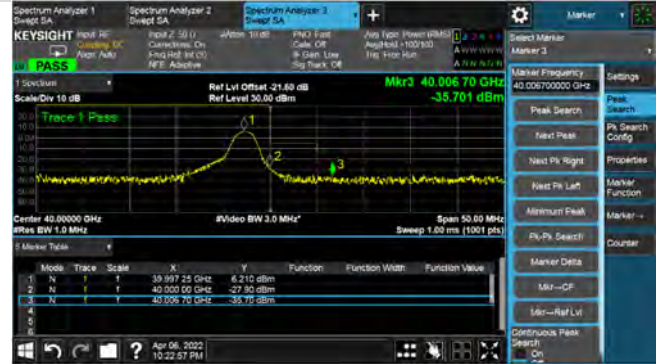 Spectrum Analyzer 1
Swept SA
Spectrum Analyzer 2
Swept SA
Spectrum Analyzer 3
Swept SA
+
Marker
KEYSIGHT
Input: RF
Coupling: DC
Align: Auto
Input Z: 50 Ω
Corrections: On
Freq Ref: Int (S)
NFE: Adaptive
#Atten: 10 dB
PNO: Fast
Gate: Off
IF Gain: Low
Sig Track: Off
Avg Type: Power (RMS)
Avg|Hold: >100/100
Trig: Free Run
PASS
Select Marker
Marker 3
1 Spectrum
Ref Lvl Offset -21.60 dB
Mkr3 40.006 70 GHz
Scale/Div 10 dB
Ref Level 30.00 dBm
-35.701 dBm
Trace 1 Pass
1
2
3
Center 40.00000 GHz
#Video BW 3.0 MHz*
Span 50.00 MHz
#Res BW 1.0 MHz
Sweep 1.00 ms (1001 pts)
5 Marker Table
Mode Trace Scale X Y Function Function Width Function Value
1 N 1 f 39.997 25 GHz 6.210 dBm
2 N 1 f 40.000 00 GHz -27.90 dBm
3 N 1 f 40.006 70 GHz -35.70 dBm
4
5
6
Marker Frequency
40.006700000 GHz
Peak Search
Next Peak
Next Pk Right
Next Pk Left
Minimum Peak
Pk-Pk Search
Marker Delta
Mkr→CF
Mkr→Ref Lvl
Continuous Peak
Search
On
Off
Settings
Peak
Search
Pk Search
Config
Properties
Marker
Function
Marker→
Counter
?
Apr 06, 2022
10:22:57 PM